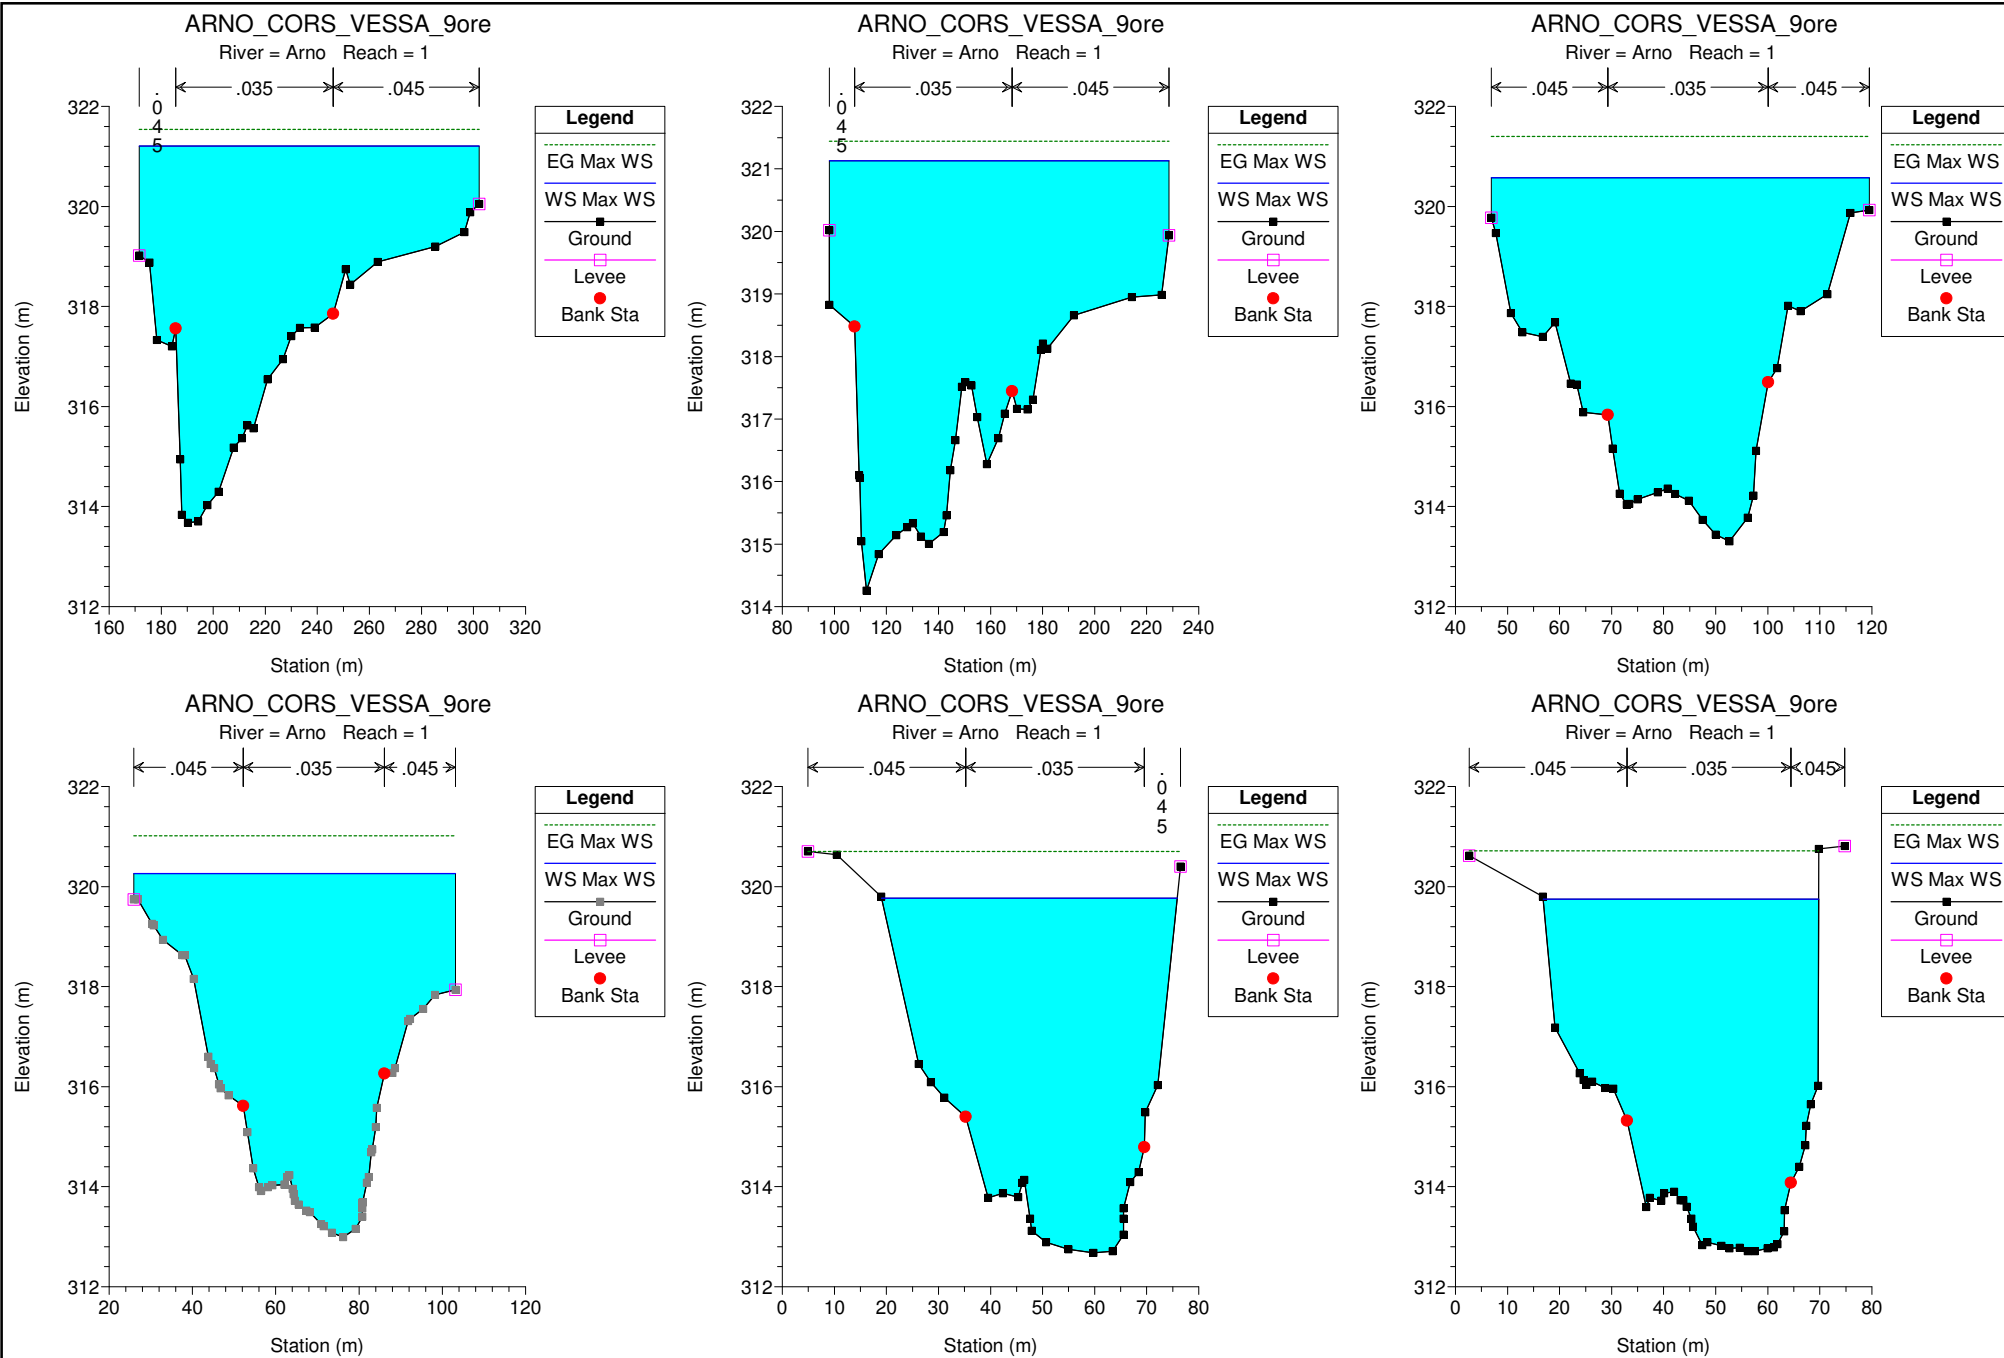 ARNO_CORS_VESSA_9ore
River = Arno Reach = 1
.045
.035
.045
322
320
318
316
314
312
160 180 200 220 240 260 280 300 320
Elevation (m)
Station (m)
Legend
EG Max WS
WS Max WS
Ground
Levee
Bank Sta
ARNO_CORS_VESSA_9ore
River = Arno Reach = 1
.045
.035
.045
322
321
320
319
318
317
316
315
314
80 100 120 140 160 180 200 220 240
Elevation (m)
Station (m)
Legend
EG Max WS
WS Max WS
Ground
Levee
Bank Sta
ARNO_CORS_VESSA_9ore
River = Arno Reach = 1
.045
.035
.045
322
320
318
316
314
312
40 50 60 70 80 90 100 110 120
Elevation (m)
Station (m)
Legend
EG Max WS
WS Max WS
Ground
Levee
Bank Sta
ARNO_CORS_VESSA_9ore
River = Arno Reach = 1
.045
.035
.045
322
320
318
316
314
312
20 40 60 80 100 120
Elevation (m)
Station (m)
Legend
EG Max WS
WS Max WS
Ground
Levee
Bank Sta
ARNO_CORS_VESSA_9ore
River = Arno Reach = 1
.045
.035
.045
322
320
318
316
314
312
0 10 20 30 40 50 60 70 80
Elevation (m)
Station (m)
Legend
EG Max WS
WS Max WS
Ground
Levee
Bank Sta
ARNO_CORS_VESSA_9ore
River = Arno Reach = 1
.045
.035
.045
322
320
318
316
314
312
0 10 20 30 40 50 60 70 80
Elevation (m)
Station (m)
Legend
EG Max WS
WS Max WS
Ground
Levee
Bank Sta